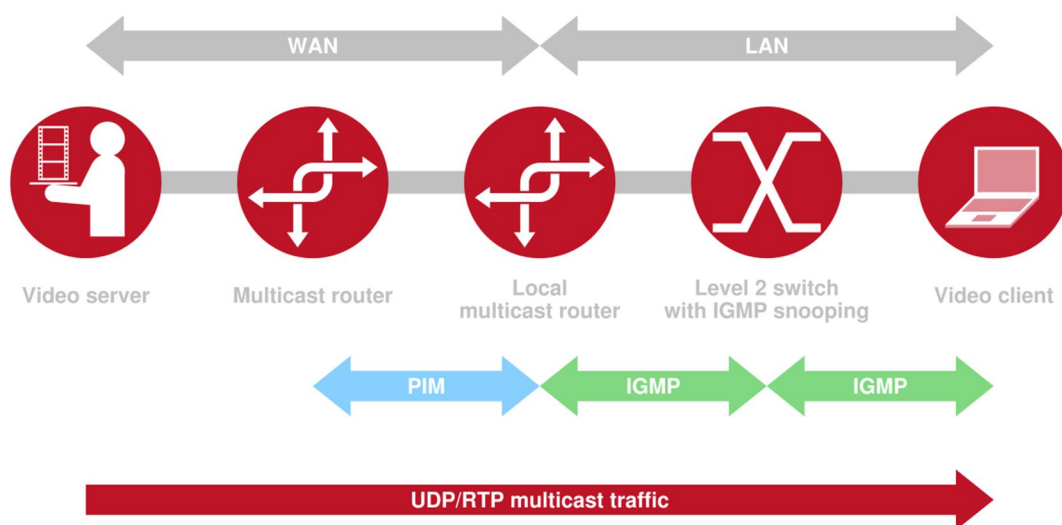 WAN
LAN
Video server
Multicast router
Local
multicast router
Level 2 switch
with IGMP snooping
Video client
PIM
IGMP
IGMP
UDP/RTP multicast traffic